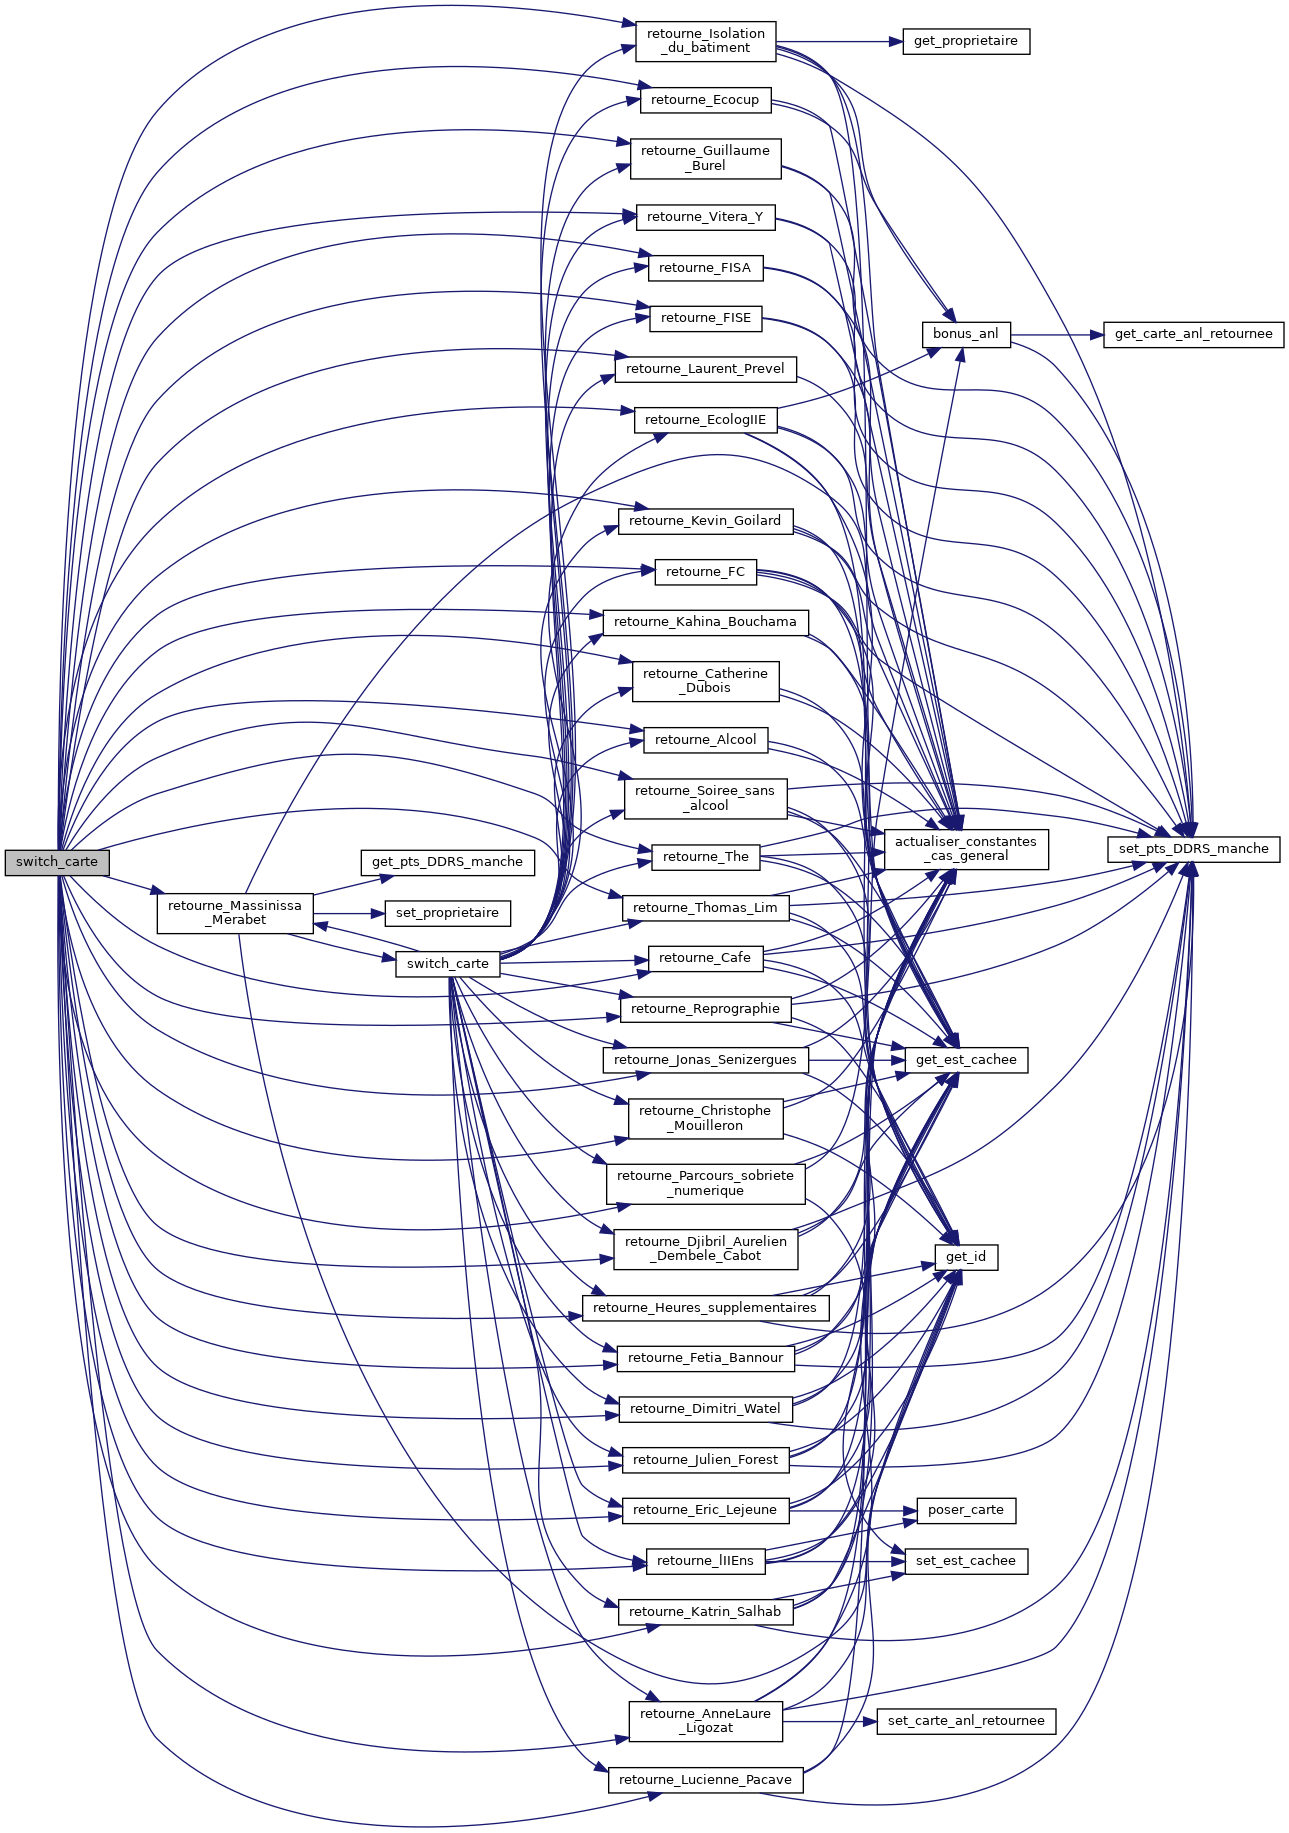 retourne_Isolation
_du_batiment
get_proprietaire
retourne_Ecocup
retourne_Guillaume
_Burel
retourne_Vitera_Y
retourne_FISA
retourne_FISE
bonus_anl
get_carte_anl_retournee
retourne_Laurent_Prevel
retourne_EcologIIE
retourne_Kevin_Goilard
retourne_FC
retourne_Kahina_Bouchama
retourne_Catherine
_Dubois
retourne_Alcool
retourne_Soiree_sans
_alcool
actualiser_constantes
_cas_general
set_pts_DDRS_manche
retourne_The
switch_carte
get_pts_DDRS_manche
retourne_Massinissa
_Merabet
set_proprietaire
retourne_Thomas_Lim
switch_carte
retourne_Cafe
retourne_Reprographie
retourne_Jonas_Senizergues
get_est_cachee
retourne_Christophe
_Mouilleron
retourne_Parcours_sobriete
_numerique
retourne_Djibril_Aurelien
_Dembele_Cabot
get_id
retourne_Heures_supplementaires
retourne_Fetia_Bannour
retourne_Dimitri_Watel
retourne_Julien_Forest
retourne_Eric_Lejeune
poser_carte
retourne_lIIEns
set_est_cachee
retourne_Katrin_Salhab
retourne_AnneLaure
_Ligozat
set_carte_anl_retournee
retourne_Lucienne_Pacave